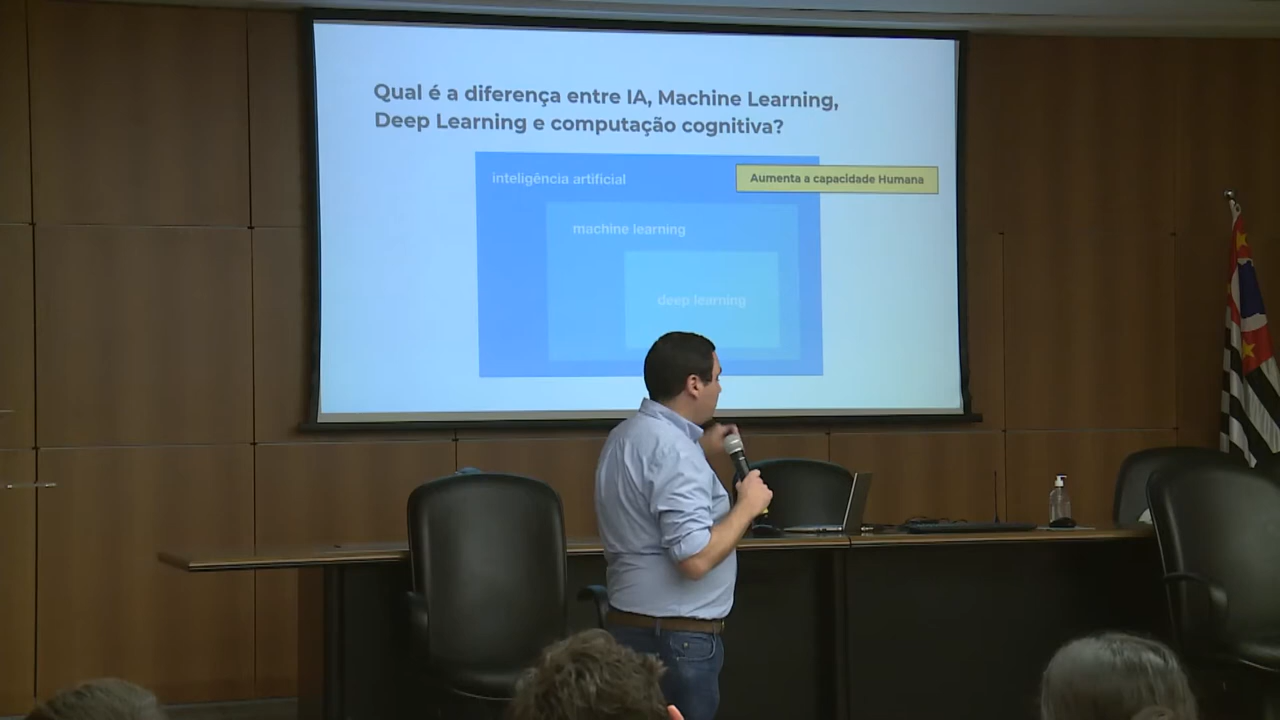 Qual é a diferença entre IA, Machine Learning,
Deep Learning e computação cognitiva?
inteligência artificial
Aumenta a capacidade Humana
machine learning
deep learning